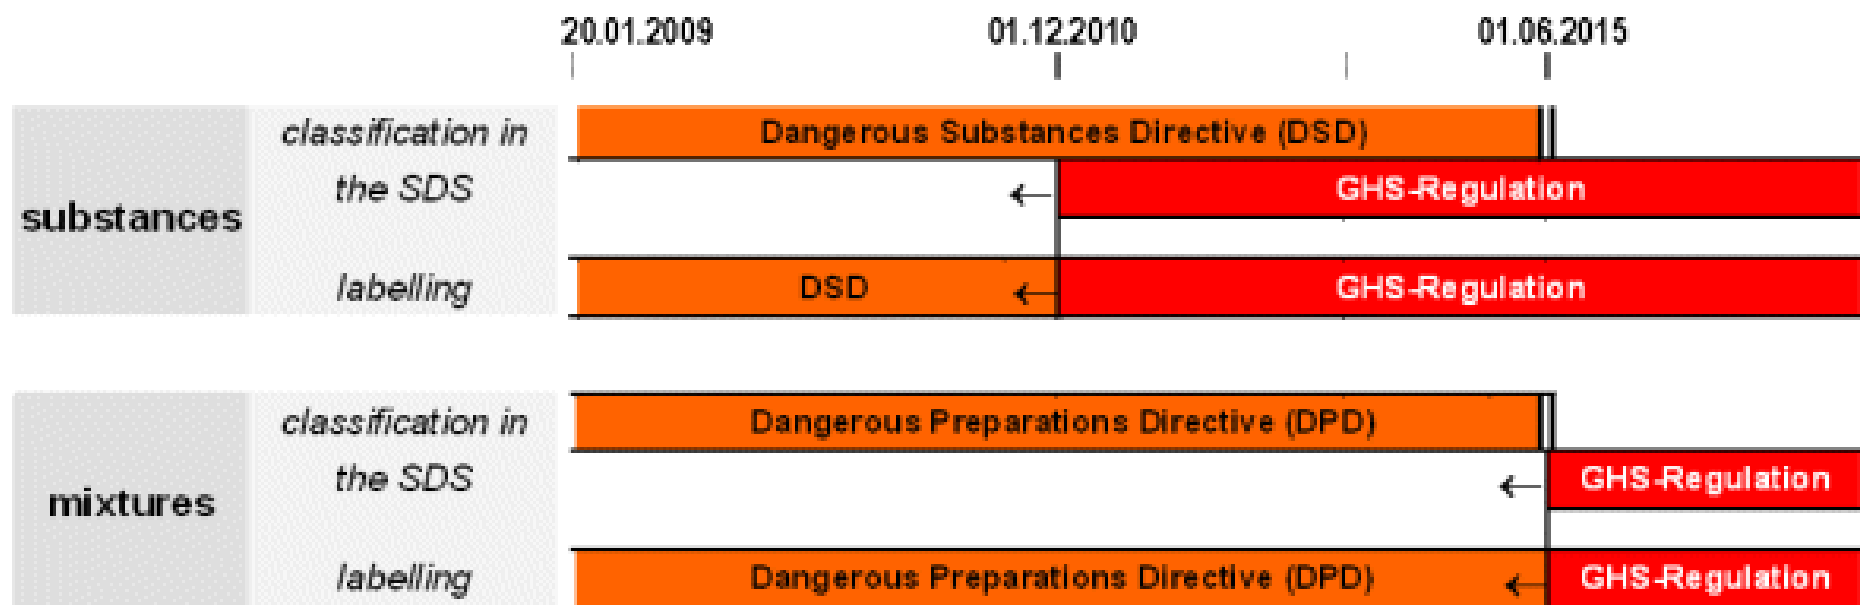 20.01.2009 01.12.2010 01.06.2015
substances
classification in
the SDS
Dangerous Substances Directive (DSD)
GHS-Regulation
labelling
DSD
GHS-Regulation
mixtures
classification in
the SDS
Dangerous Preparations Directive (DPD)
GHS-Regulation
labelling
Dangerous Preparations Directive (DPD)
GHS-Regulation